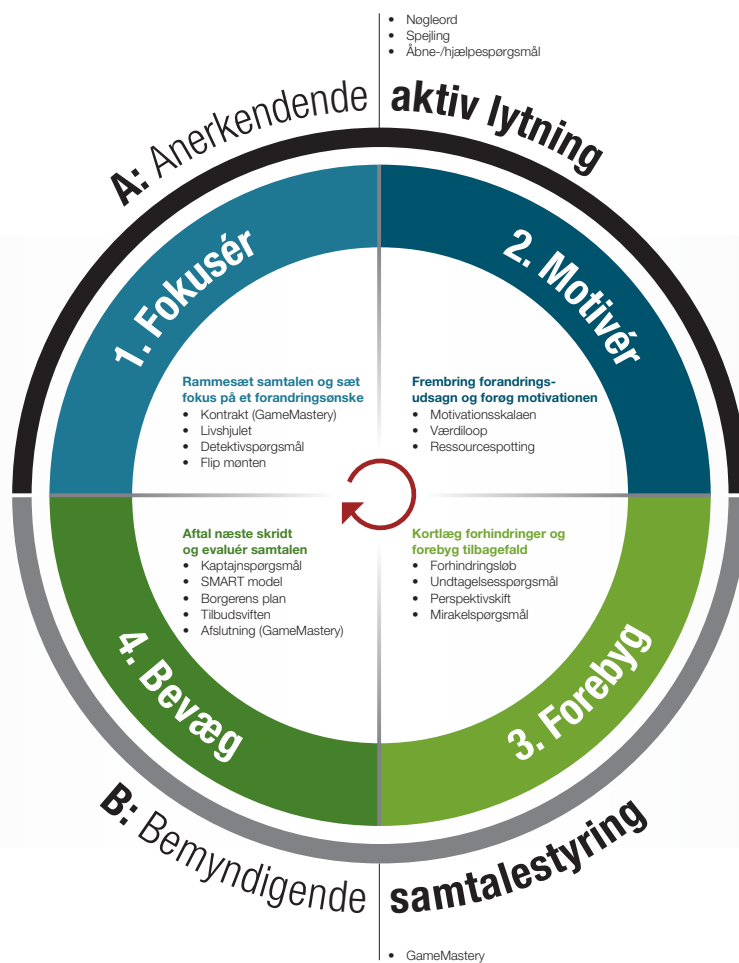 • Nøgleord
• Spejling
• Åbne-/hjælpespørgsmål
A: Anerkendende aktiv lytning
1. Fokusér
Rammesæt samtalen og sæt
fokus på et forandringsønske
• Kontrakt (GameMastery)
• Livshjulet
• Detektivspørgsmål
• Flip mønten
2. Motivér
Frembring forandrings-
udsagn og forøg motivationen
• Motivationsskalaen
• Værdiloop
• Ressourcespotting
Kortlæg forhindringer og
forebyg tilbagefald
• Forhindringsløb
• Undtagelsesspørgsmål
• Perspektivskift
• Mirakelspørgsmål
3. Forebyg
Aftal næste skridt
og evaluér samtalen
• Kaptajnspørgsmål
• SMART model
• Borgerens plan
• Tilbudsviften
• Afslutning (GameMastery)
4. Bevæg
B: Bemyndigende samtalestyring
• GameMastery